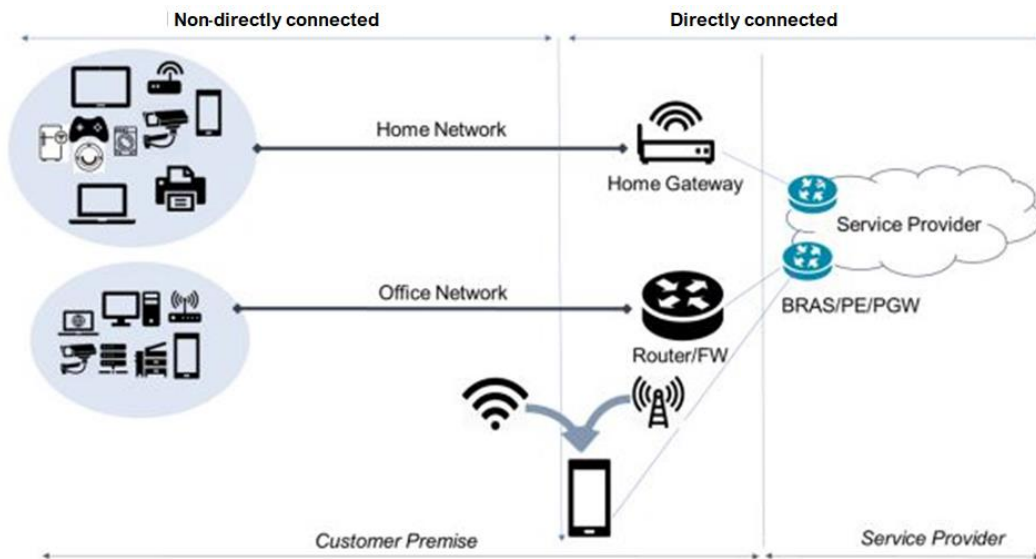 Non-directly connected
Directly connected
Home Network
Home Gateway
Service Provider
Office Network
BRAS/PE/PGW
Router/FW
Customer Premise
Service Provider